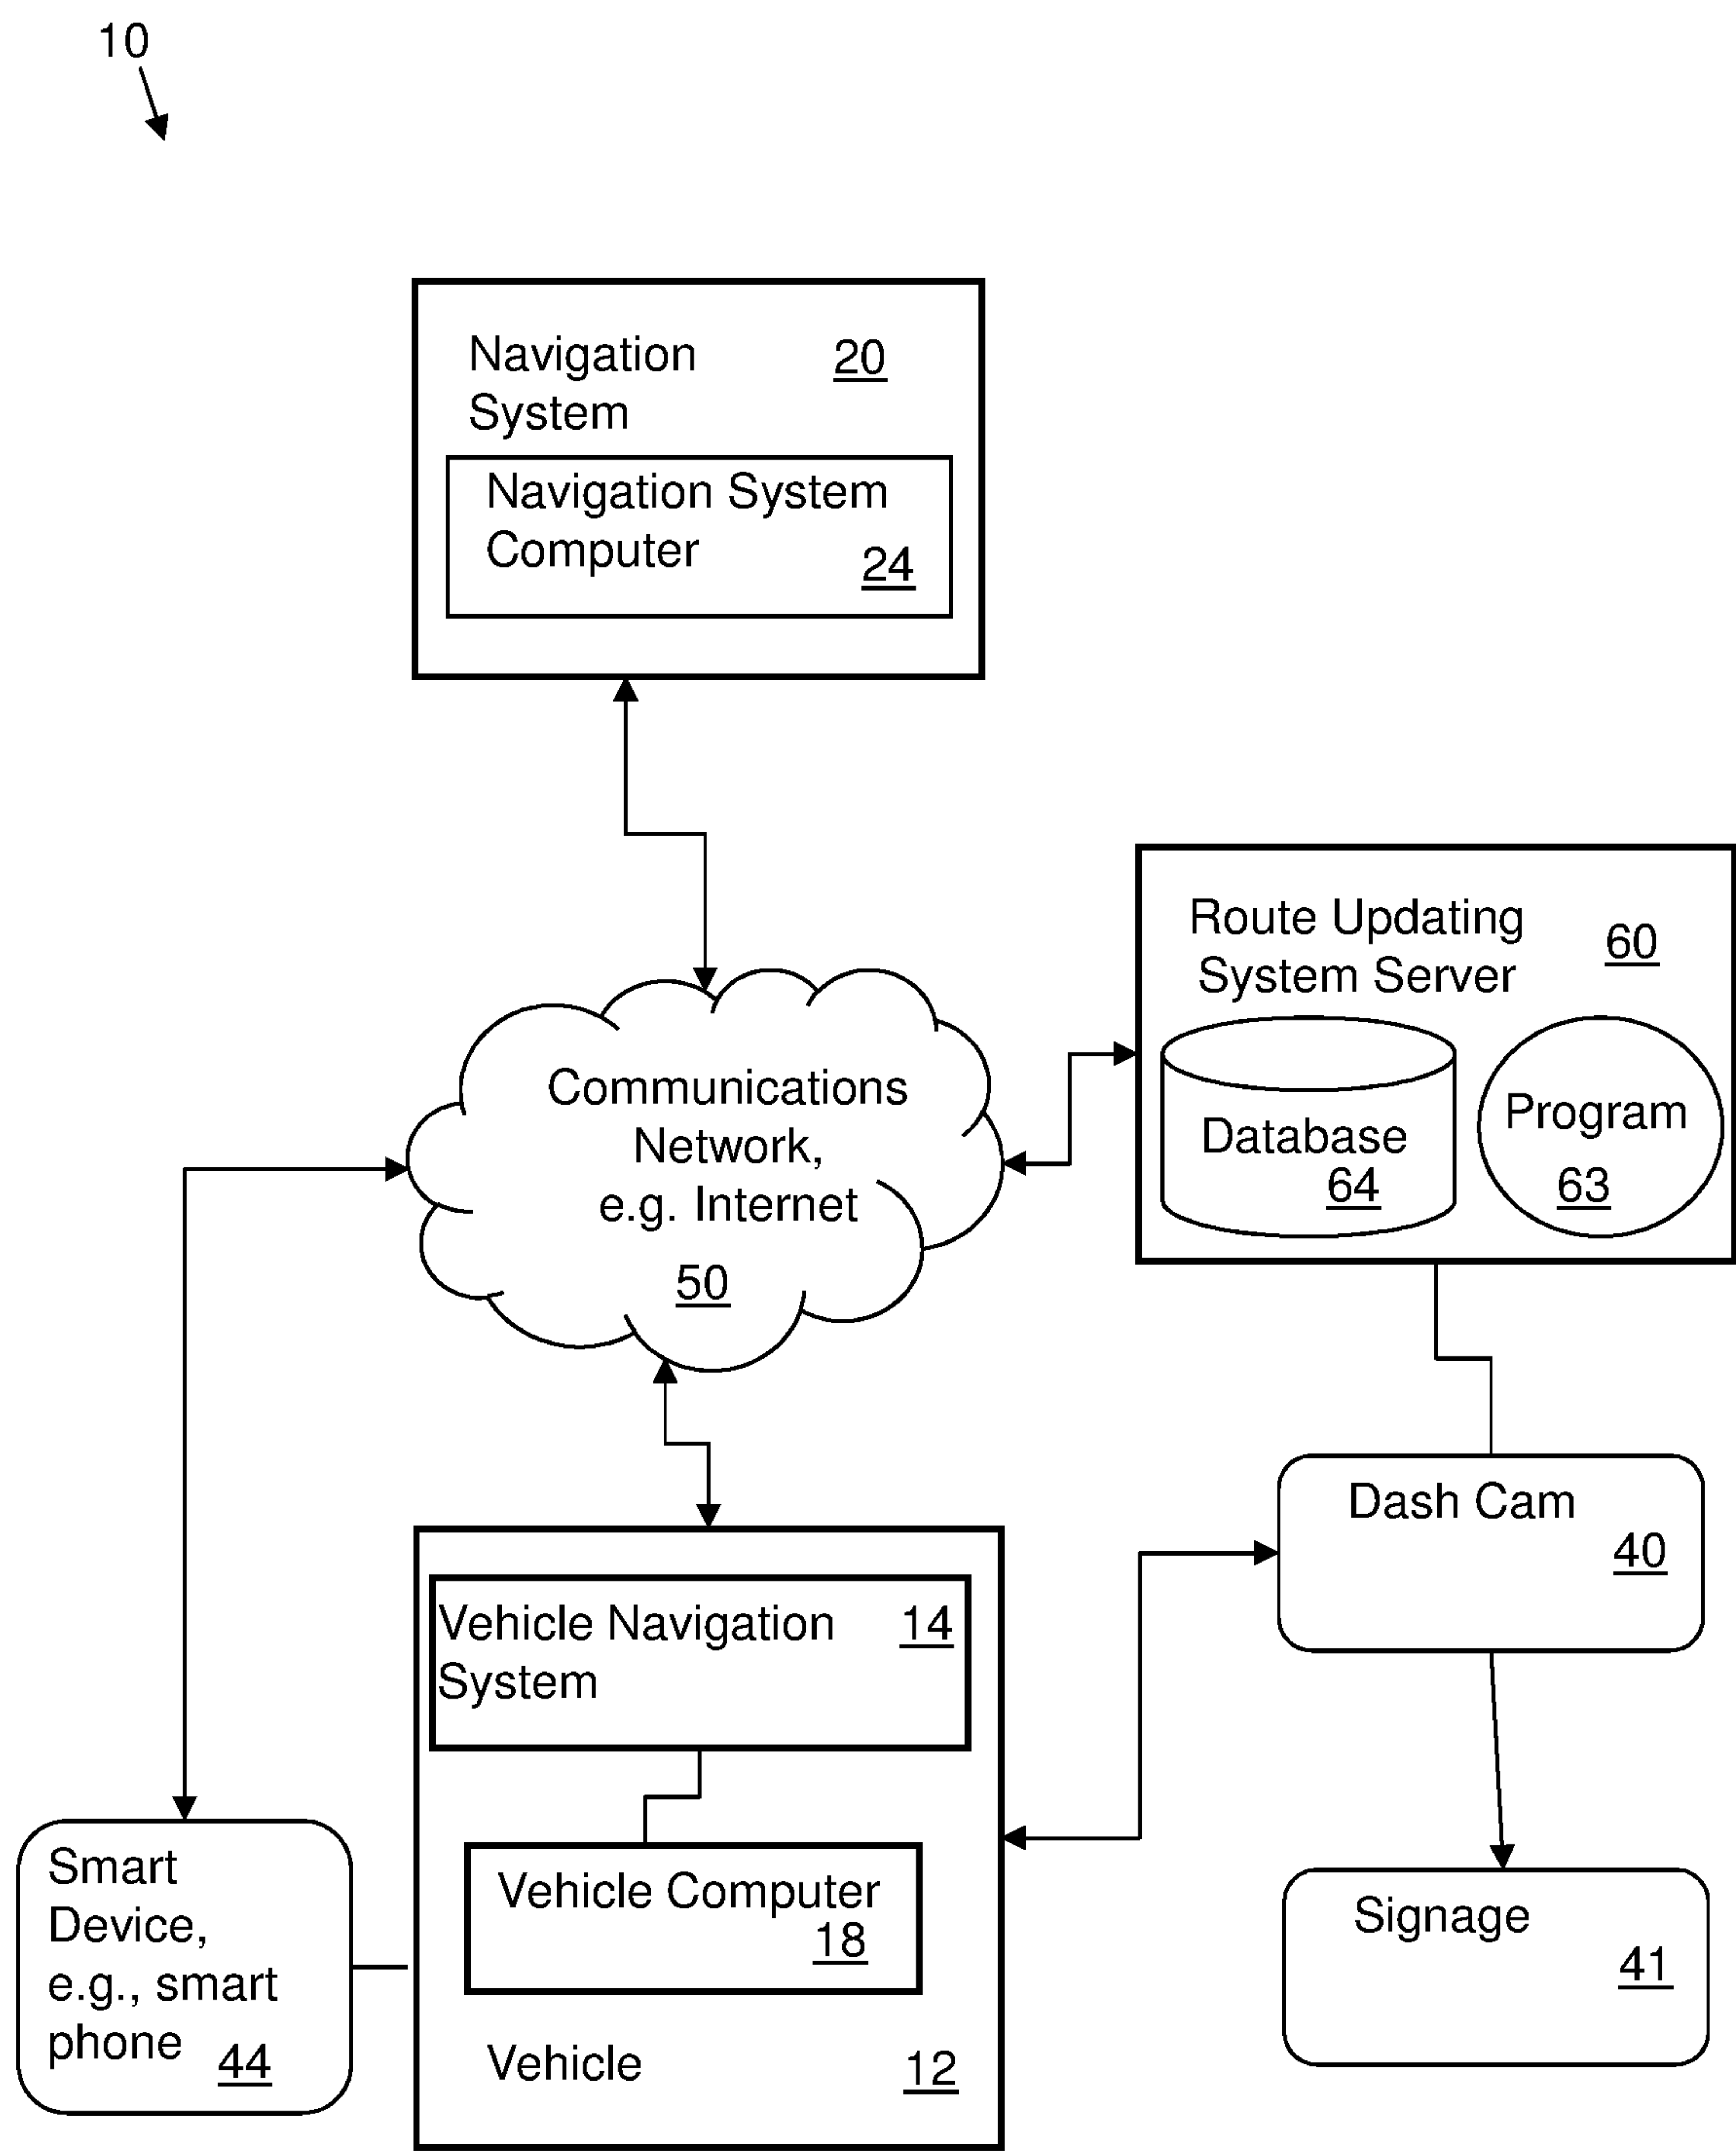 10
Navigation 20
System
Navigation System
Computer 24
Route Updating 60
System Server
Database
64
Program
63
Communications
Network,
e.g. Internet
50
Dash Cam
40
Vehicle Navigation 14
System
Vehicle Computer
18
Vehicle 12
Smart
Device,
e.g., smart
phone 44
Signage
41